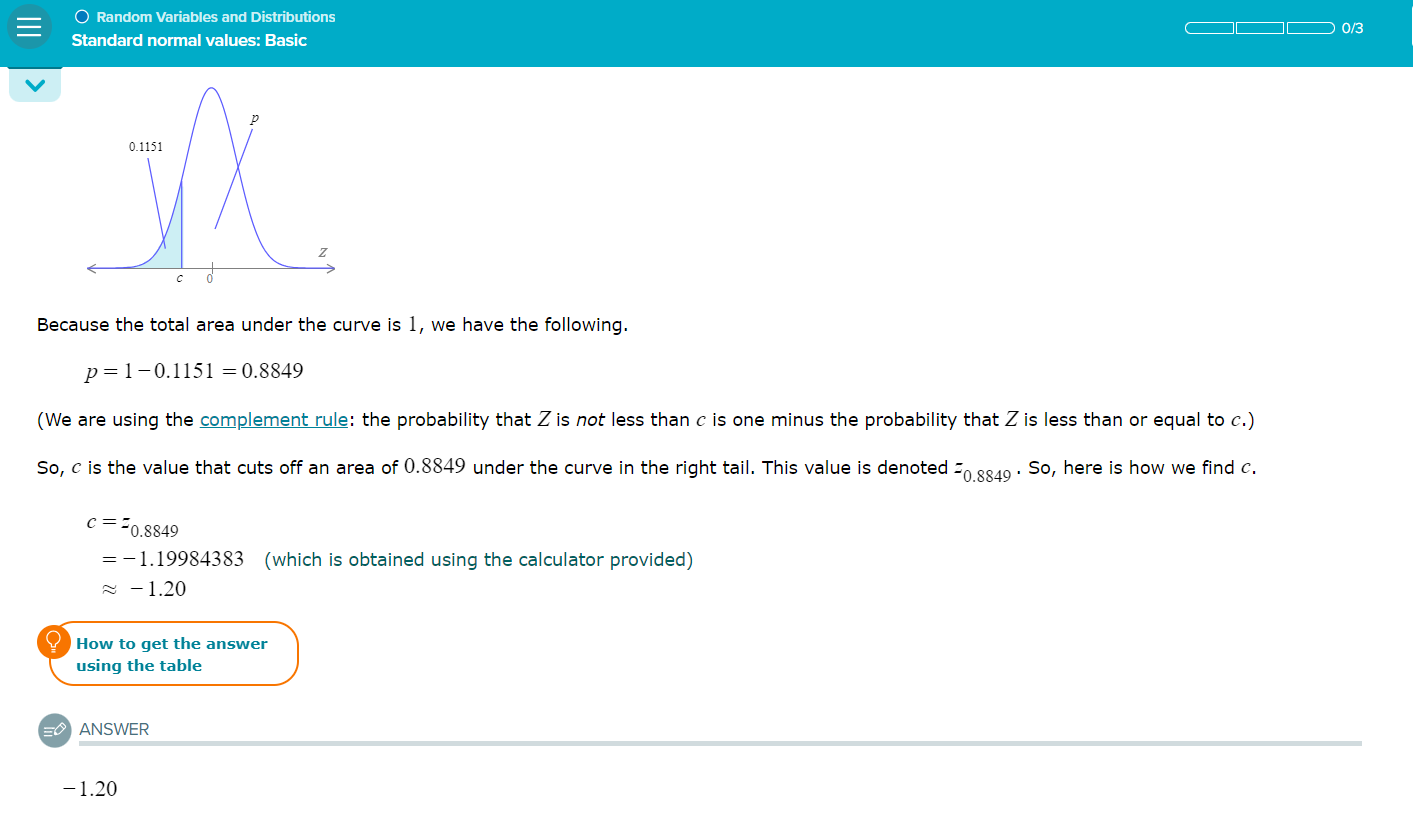 Random Variables and Distributions
Standard normal values: Basic
0/3
p
0.1151
Z
c 0
Because the total area under the curve is 1, we have the following.
p = 1 − 0.1151 = 0.8849
(We are using the complement rule: the probability that Z is not less than c is one minus the probability that Z is less than or equal to c.)
So, c is the value that cuts off an area of 0.8849 under the curve in the right tail. This value is denoted z0.8849 . So, here is how we find c.
c = z0.8849
= −1.19984383 (which is obtained using the calculator provided)
≈ −1.20
How to get the answer
using the table
ANSWER
−1.20